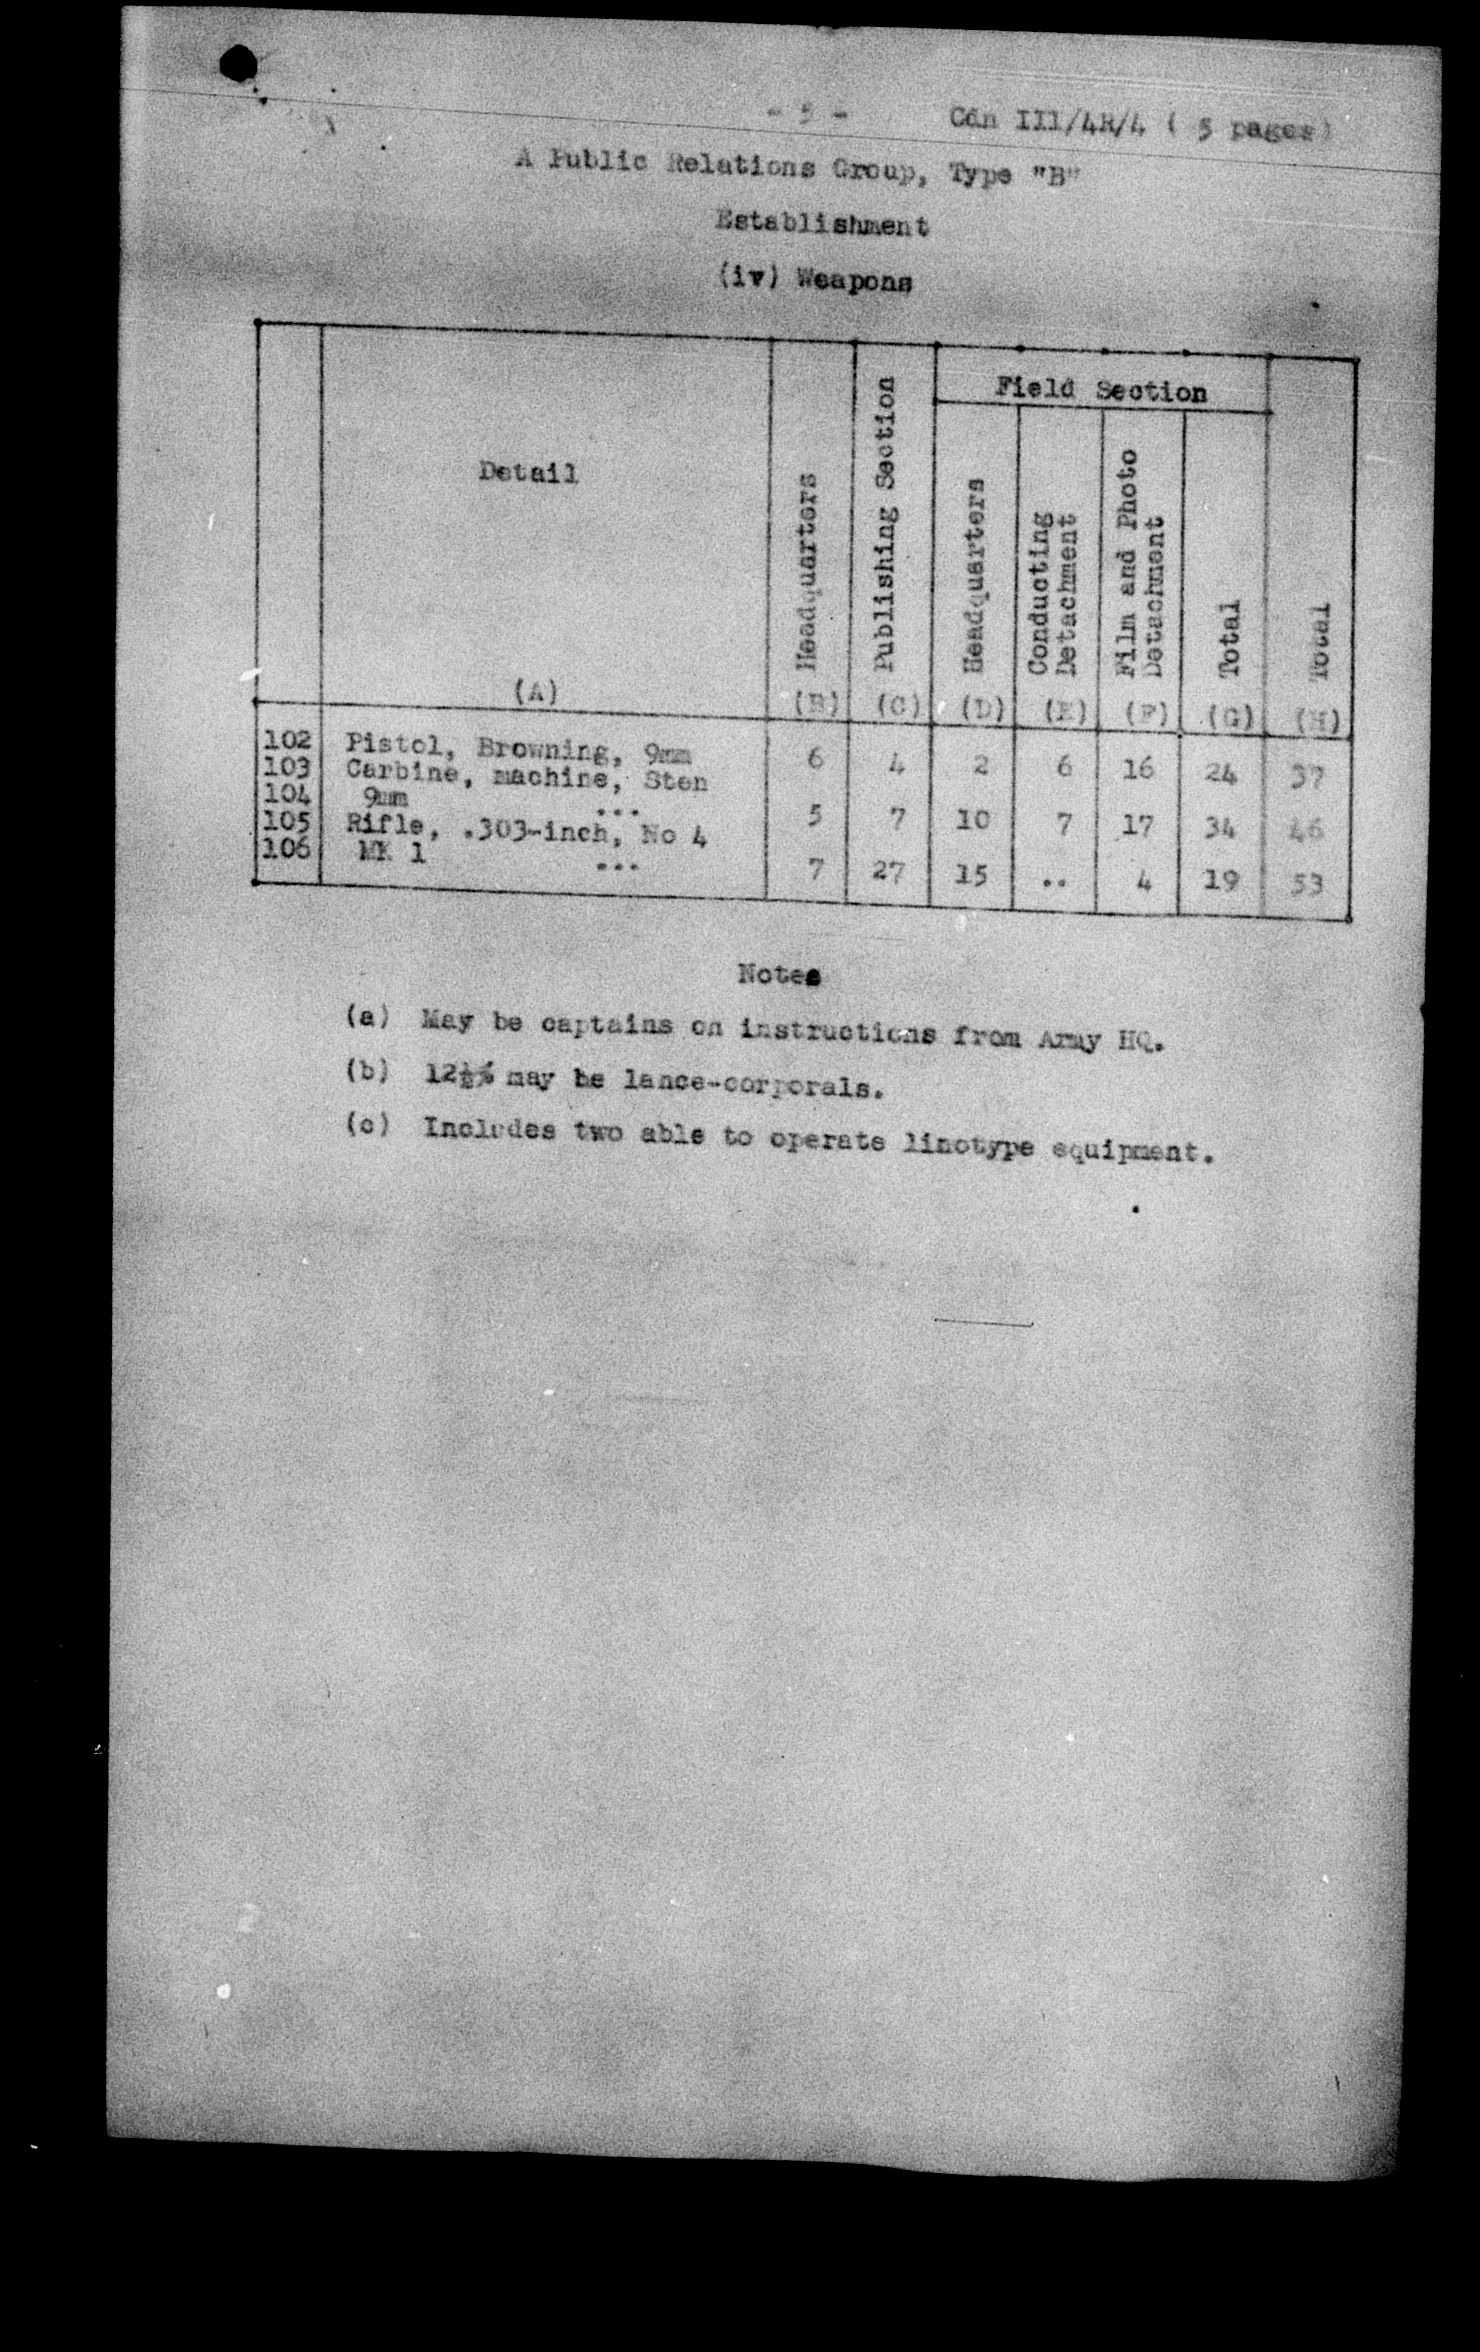 - 5 - Cdn III/4R/4 ( 5 pages)
A Public Relations Group, Type "B"
Establishment
(iv) Weapons
Detail
(A)
Headquarters
(B)
Publishing Section
(C)
Field Section
Headquarters
(D)
Conducting
Detachment
(E)
Film and Photo
Detachment
(F)
Total
(G)
Total
(H)
102 Pistol, Browning, 9mm 6 4 2 6 16 24 37
103 Carbine, machine, Sten
104 9mm ... 5 7 10 7 17 34 46
105 Rifle, .303-inch, No 4
106 MK 1 ... 7 27 15 .. 4 19 53
Notes
(a) May be captains on instructions from Army HQ.
(b) 12½% may be lance-corporals.
(c) Includes two able to operate linotype equipment.